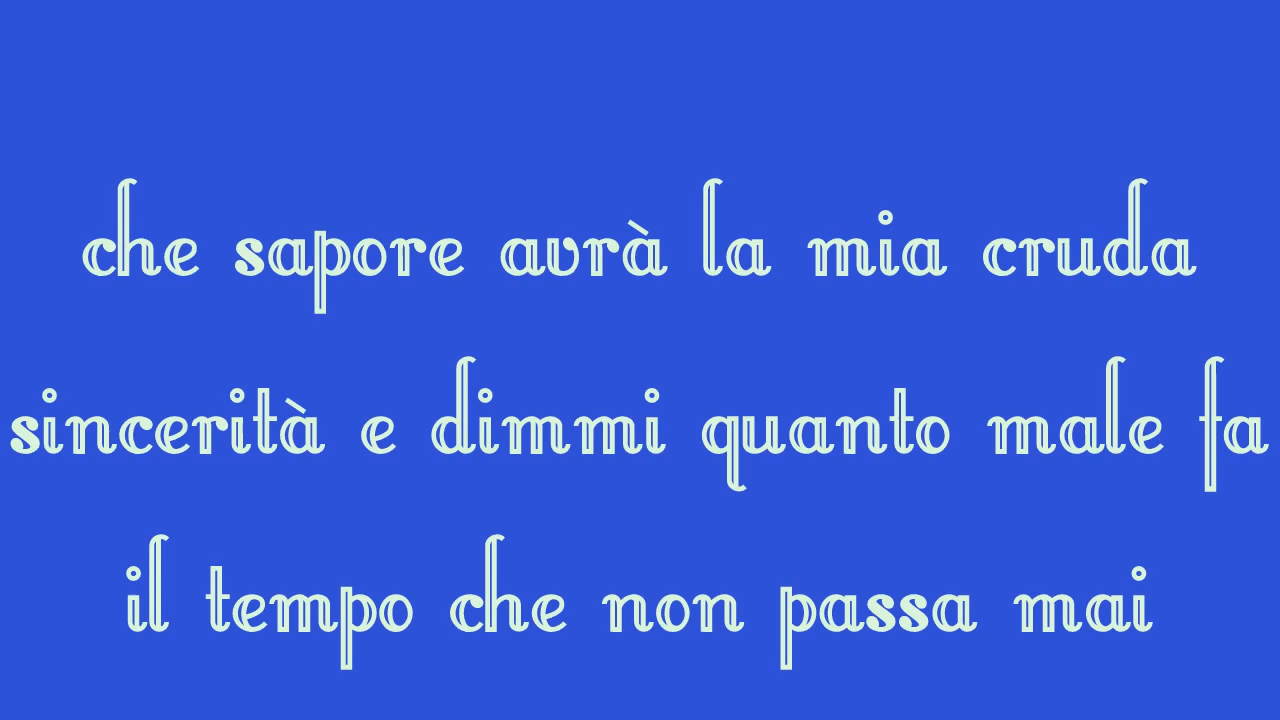 che sapore avrà la mia cruda
sincerità e dimmi quanto male fa
il tempo che non passa mai